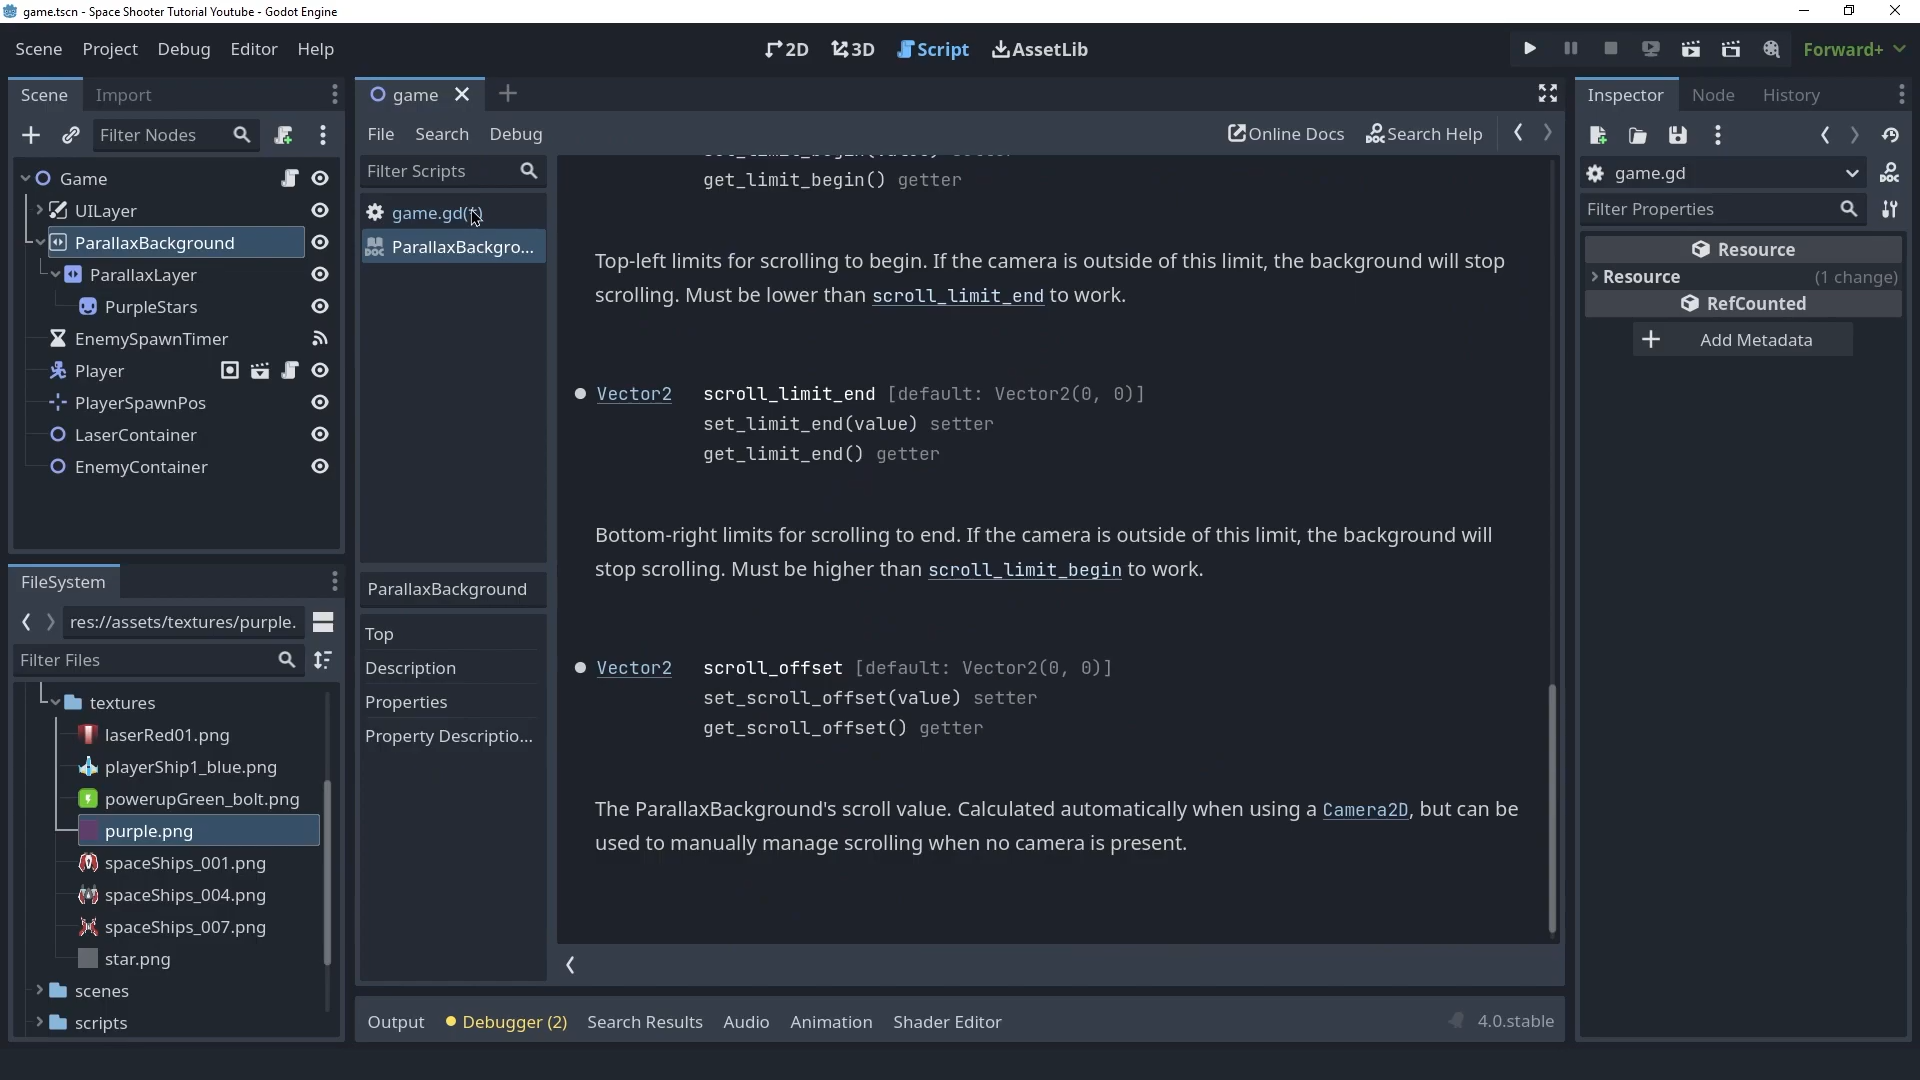 game.tscn - Space Shooter Tutorial Youtube - Godot Engine
Scene Project Debug Editor Help
2D 3D Script AssetLib
Forward+
Scene Import
Filter Nodes
Game
UILayer
ParallaxBackground
ParallaxLayer
PurpleStars
EnemySpawnTimer
Player
PlayerSpawnPos
LaserContainer
EnemyContainer
FileSystem
res://assets/textures/purple.
Filter Files
textures
laserRed01.png
playerShip1_blue.png
powerupGreen_bolt.png
purple.png
spaceShips_001.png
spaceShips_004.png
spaceShips_007.png
star.png
scenes
scripts
game
File Search Debug
Online Docs Search Help
Filter Scripts
game.gd(*)
DOC ParallaxBackgro...
ParallaxBackground
Top
Description
Properties
Property Descriptio...
get_limit_begin() getter
Top-left limits for scrolling to begin. If the camera is outside of this limit, the background will stop
scrolling. Must be lower than scroll_limit_end to work.
Vector2 scroll_limit_end [default: Vector2(0, 0)]
set_limit_end(value) setter
get_limit_end() getter
Bottom-right limits for scrolling to end. If the camera is outside of this limit, the background will
stop scrolling. Must be higher than scroll_limit_begin to work.
Vector2 scroll_offset [default: Vector2(0, 0)]
set_scroll_offset(value) setter
get_scroll_offset() getter
The ParallaxBackground's scroll value. Calculated automatically when using a Camera2D, but can be
used to manually manage scrolling when no camera is present.
Output Debugger (2) Search Results Audio Animation Shader Editor
4.0.stable
Inspector Node History
game.gd
Filter Properties
Resource
Resource (1 change)
RefCounted
Add Metadata